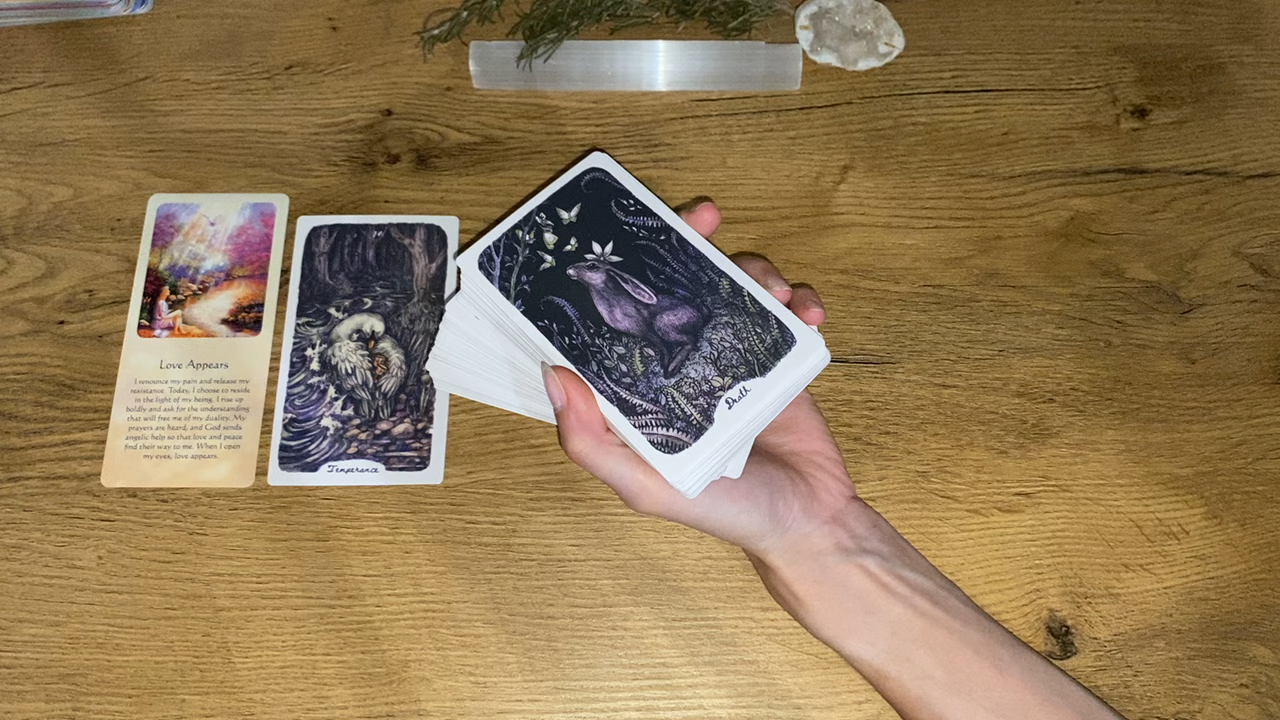 Love Appears
I renounce my pain and release my
resistance. Today, I choose to reside
in the light of my being. I rise up
boldly and ask for the understanding
that will free me of my duality. My
prayers are heard, and God sends
angelic help so that love and peace
find their way to me. When I open
my eyes, love appears.
Temperance
Death